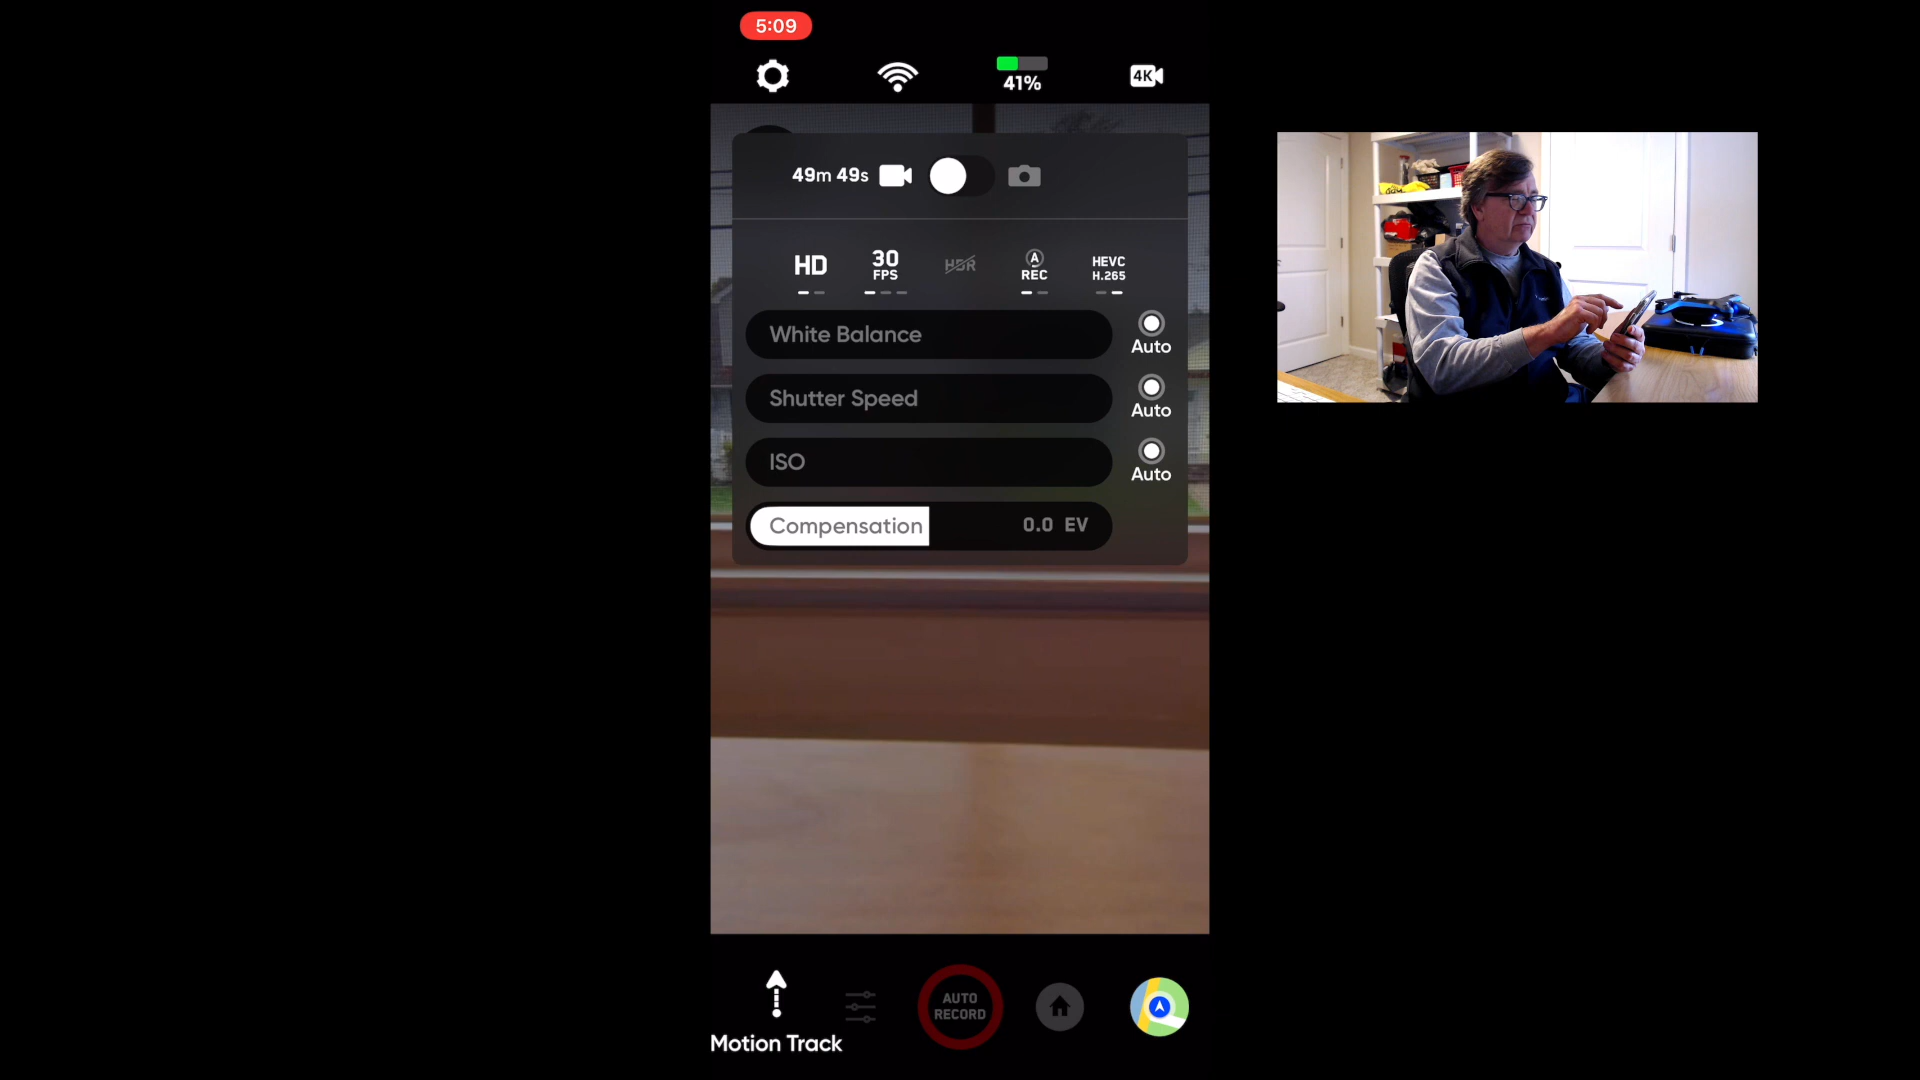 5:09
41%
4K
49m 49s
HD
30
FPS
HDR
A
REC
HEVC
H.265
White Balance
Auto
Shutter Speed
Auto
ISO
Auto
Compensation 0.0 EV
AUTO
RECORD
Motion Track